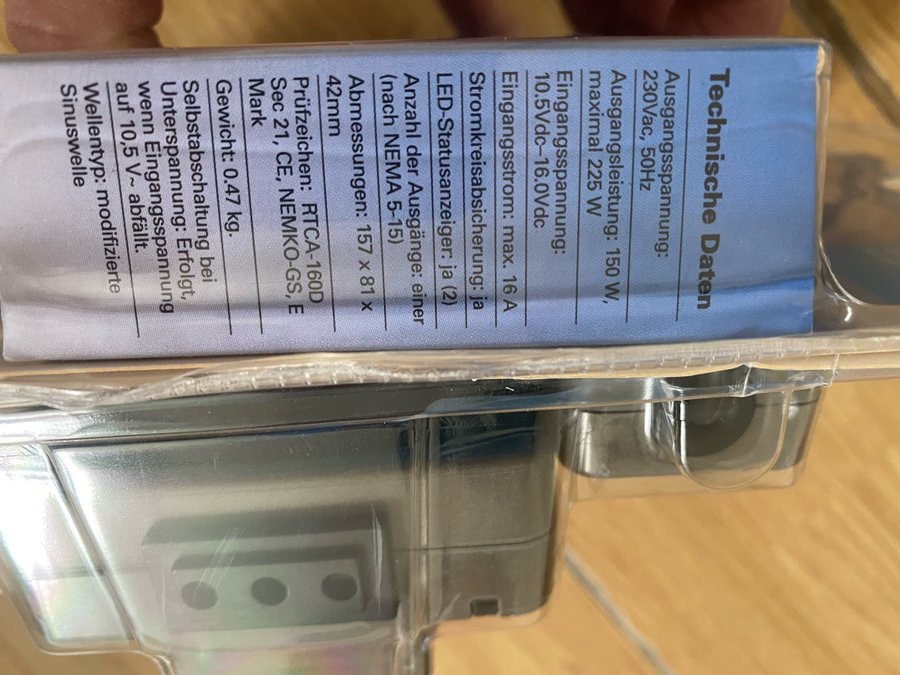 Technische Daten
Ausgangsspannung:
230Vac, 50Hz
Ausgangsleistung: 150 W,
maximal 225 W
Eingangsspannung:
10.5Vdc–16.0Vdc
Eingangsstrom: max. 16 A
Stromkreisabsicherung: ja
LED-Statusanzeiger: ja (2)
Anzahl der Ausgänge: einer
(nach NEMA 5-15)
Abmessungen: 157 x 81 x
42mm
Prüfzeichen: RTCA-160D
Sec 21, CE, NEMKO-GS, E
Mark
Gewicht: 0.47 kg.
Selbstabschaltung bei
Unterspannung: Erfolgt,
wenn Eingangsspannung
auf 10,5 V~ abfällt.
Wellentyp: modifizierte
Sinuswelle